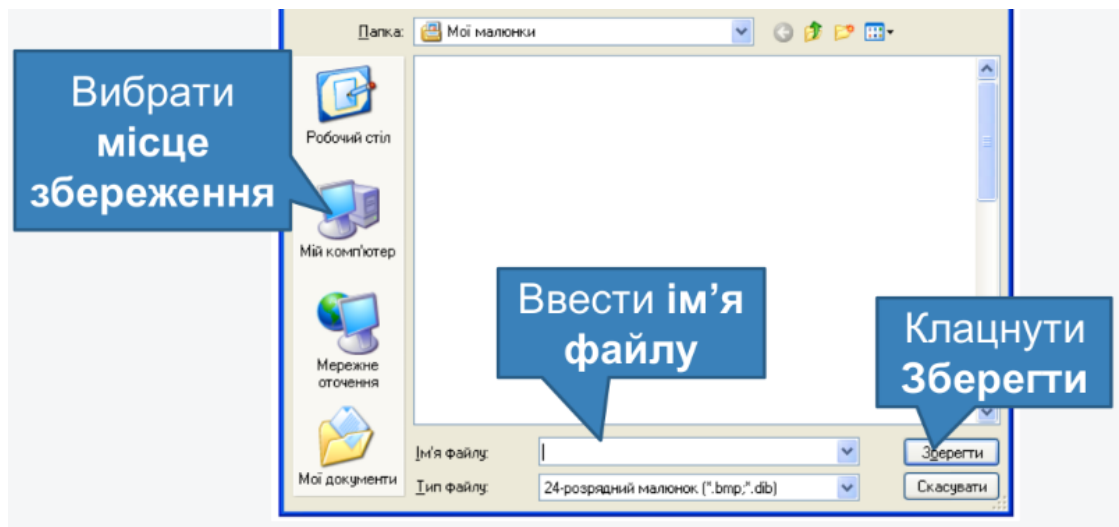 Папка: Мої малюнки
Вибрати
місце
збереження
Робочий стіл
Мій комп'ютер
Мережне
оточення
Мої документи
Ввести ім’я
файлу
Клацнути
Зберегти
Ім'я файлу: Зберегти
Тип файлу: 24-розрядний малюнок (*.bmp;*.dib) Скасувати